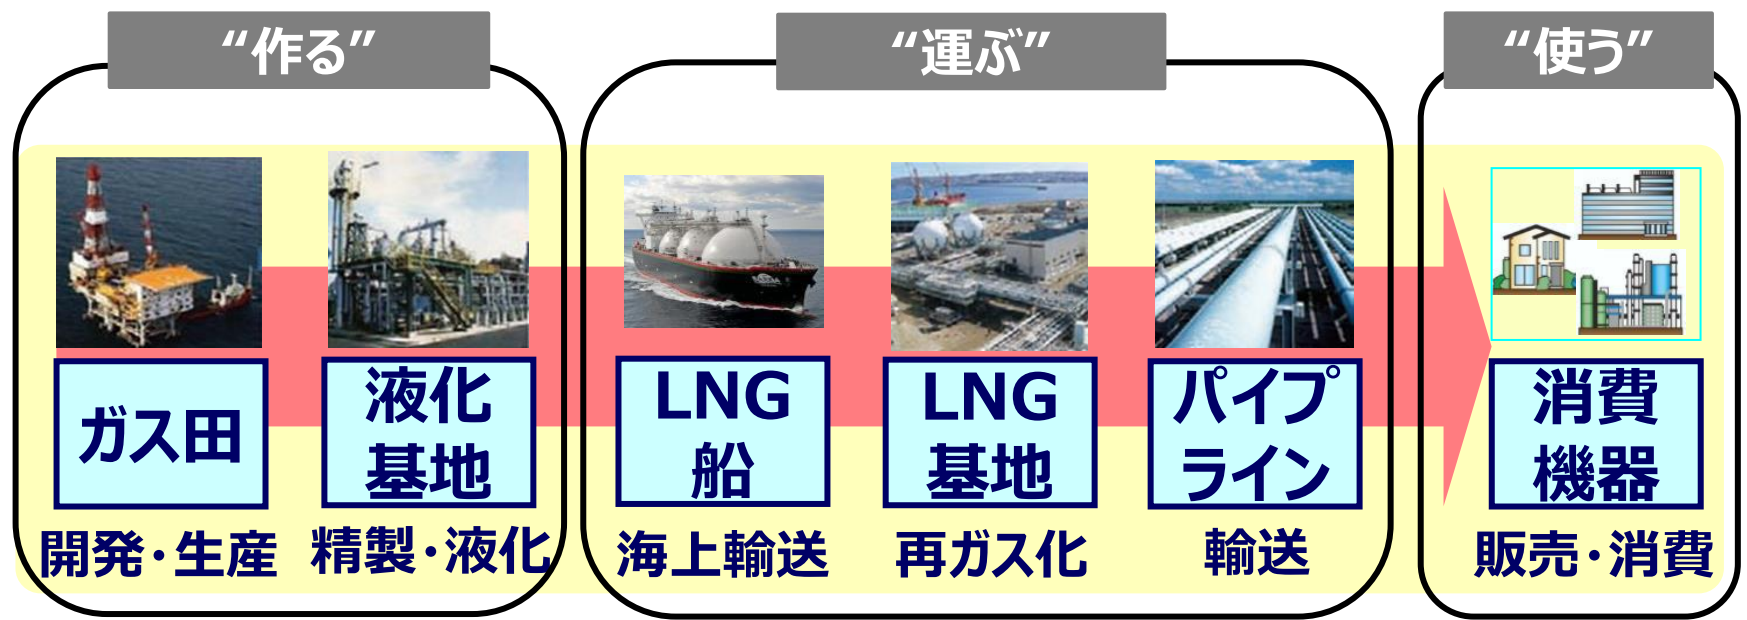 “作る”
“運ぶ”
“使う”
ガス田
液化
基地
LNG
船
LNG
基地
パイプ
ライン
消費
機器
開発・生産
精製・液化
海上輸送
再ガス化
輸送
販売・消費